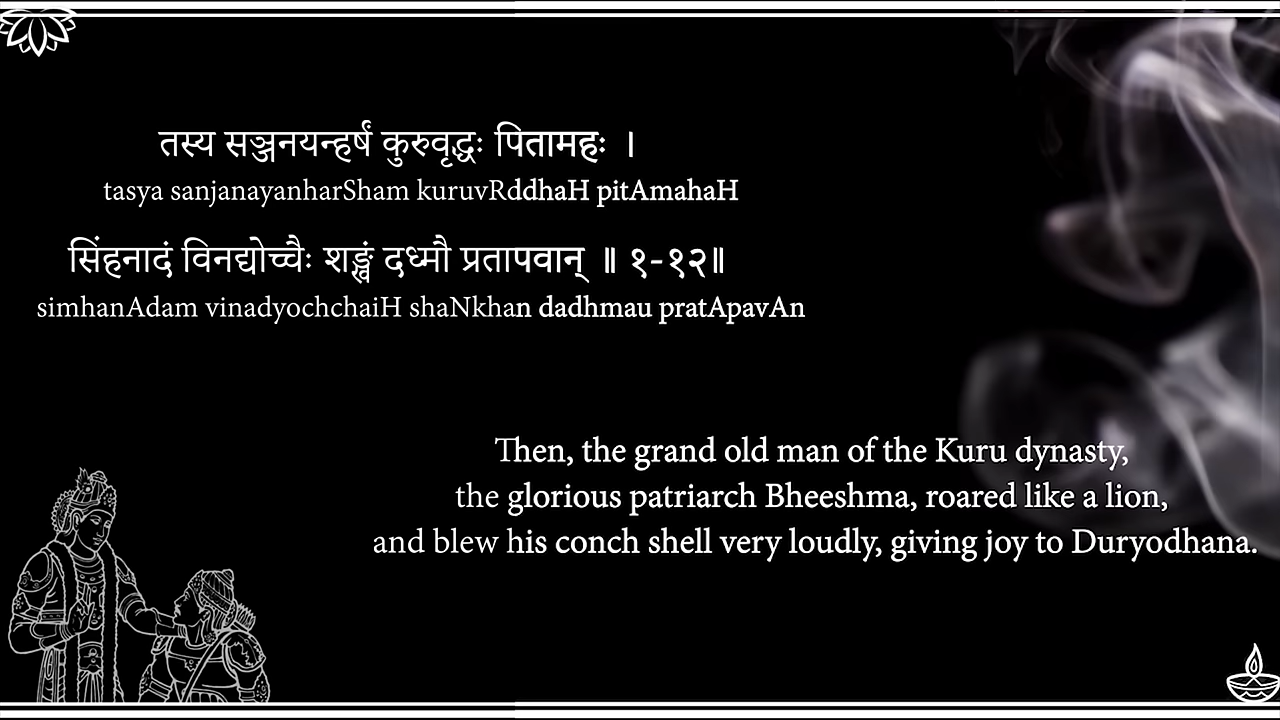 तस्य सञ्जनयन्हर्षं कुरुवृद्धः पितामहः ।
tasya sanjanayanharSham kuruvRddhaH pitAmahaH
सिंहनादं विनद्योच्चैः शङ्खं दध्मौ प्रतापवान् ॥ १-१२॥
simhanAdam vinadyochchaiH shaNkhan dadhmau pratApavAn
Then, the grand old man of the Kuru dynasty,
the glorious patriarch Bheeshma, roared like a lion,
and blew his conch shell very loudly, giving joy to Duryodhana.